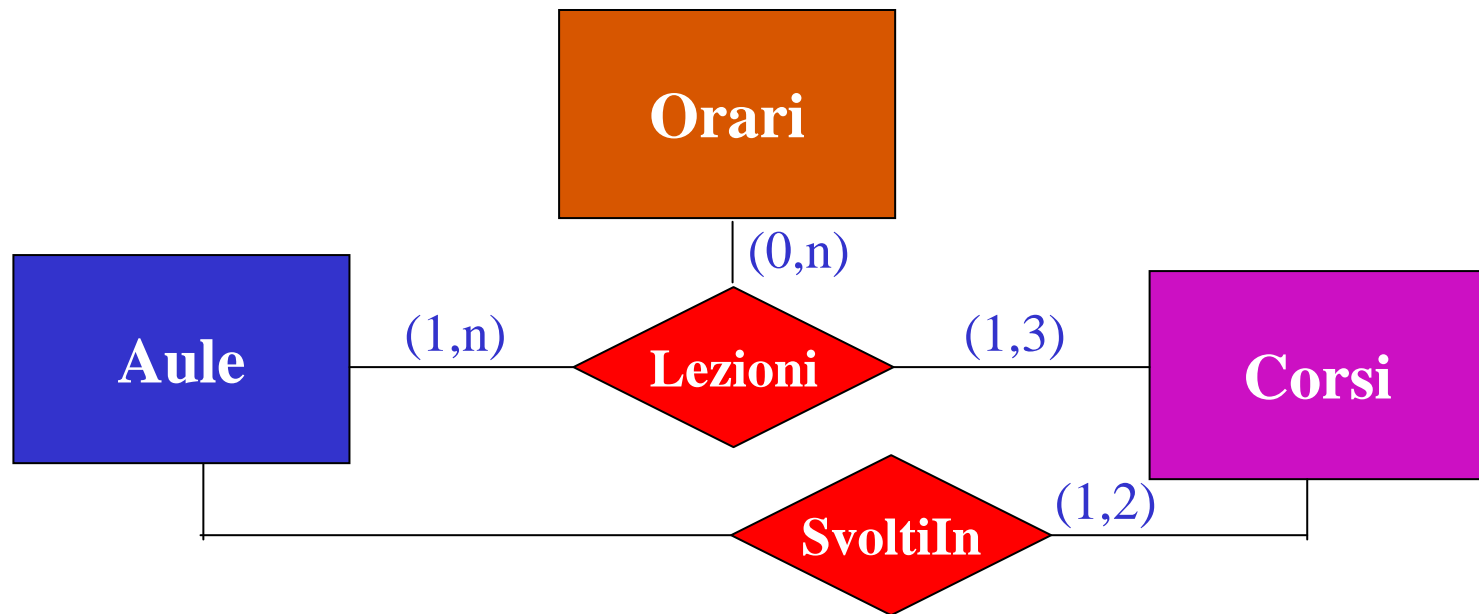 Orari
(0,n)
Aule
(1,n)
Lezioni
(1,3)
Corsi
SvoltiIn
(1,2)